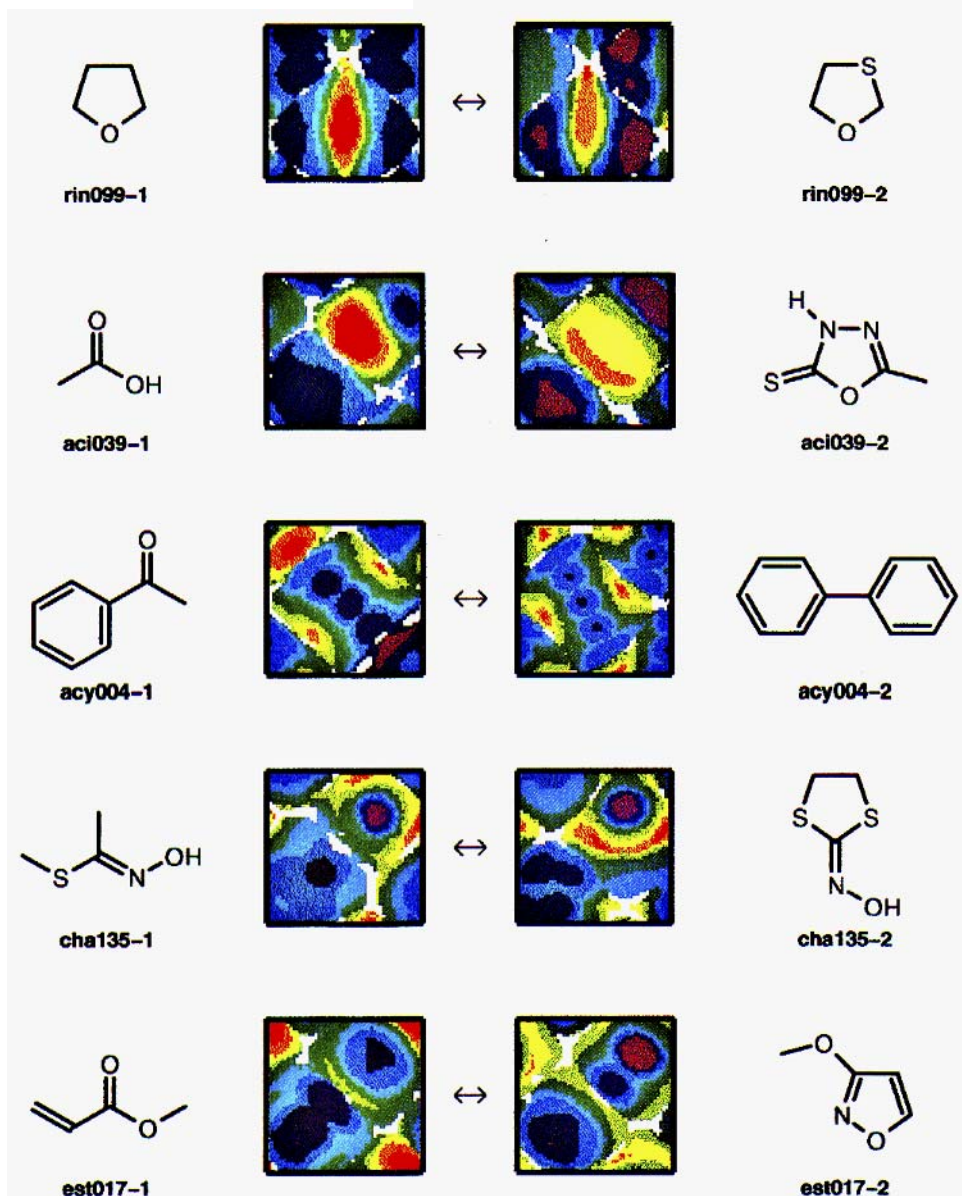 O
S
O
rin099-1
rin099-2
O
OH
H
N
N
S
O
aci039-1
aci039-2
O
acy004-1
acy004-2
S
N
OH
S
S
N
OH
cha135-1
cha135-2
O
O
O
N
O
est017-1
est017-2